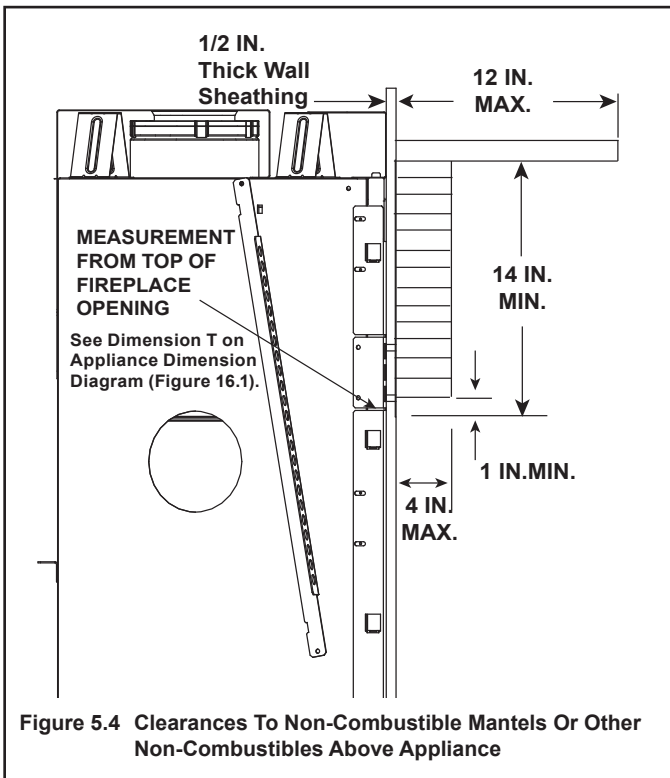 1/2 IN.
Thick Wall
Sheathing
12 IN.
MAX.
MEASUREMENT
FROM TOP OF
FIREPLACE
OPENING
See Dimension T on
Appliance Dimension
Diagram (Figure 16.1).
14 IN.
MIN.
1 IN.MIN.
4 IN.
MAX.
Figure 5.4 Clearances To Non-Combustible Mantels Or Other
Non-Combustibles Above Appliance